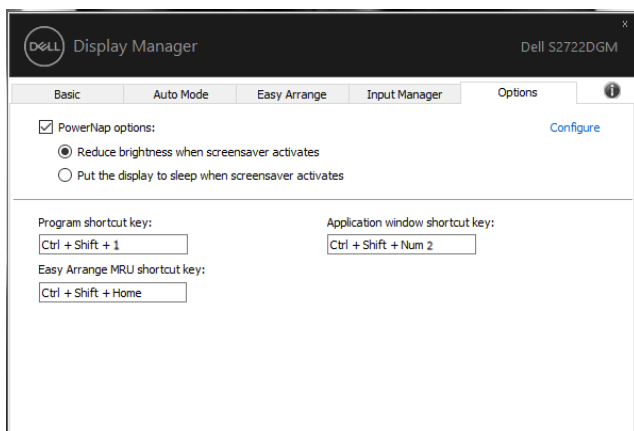 x
DELL Display Manager
Dell S2722DGM
Basic Auto Mode Easy Arrange Input Manager Options i
PowerNap options:
Configure
Reduce brightness when screensaver activates
Put the display to sleep when screensaver activates
Program shortcut key:
Application window shortcut key:
Ctrl + Shift + 1
Ctrl + Shift + Num 2
Easy Arrange MRU shortcut key:
Ctrl + Shift + Home